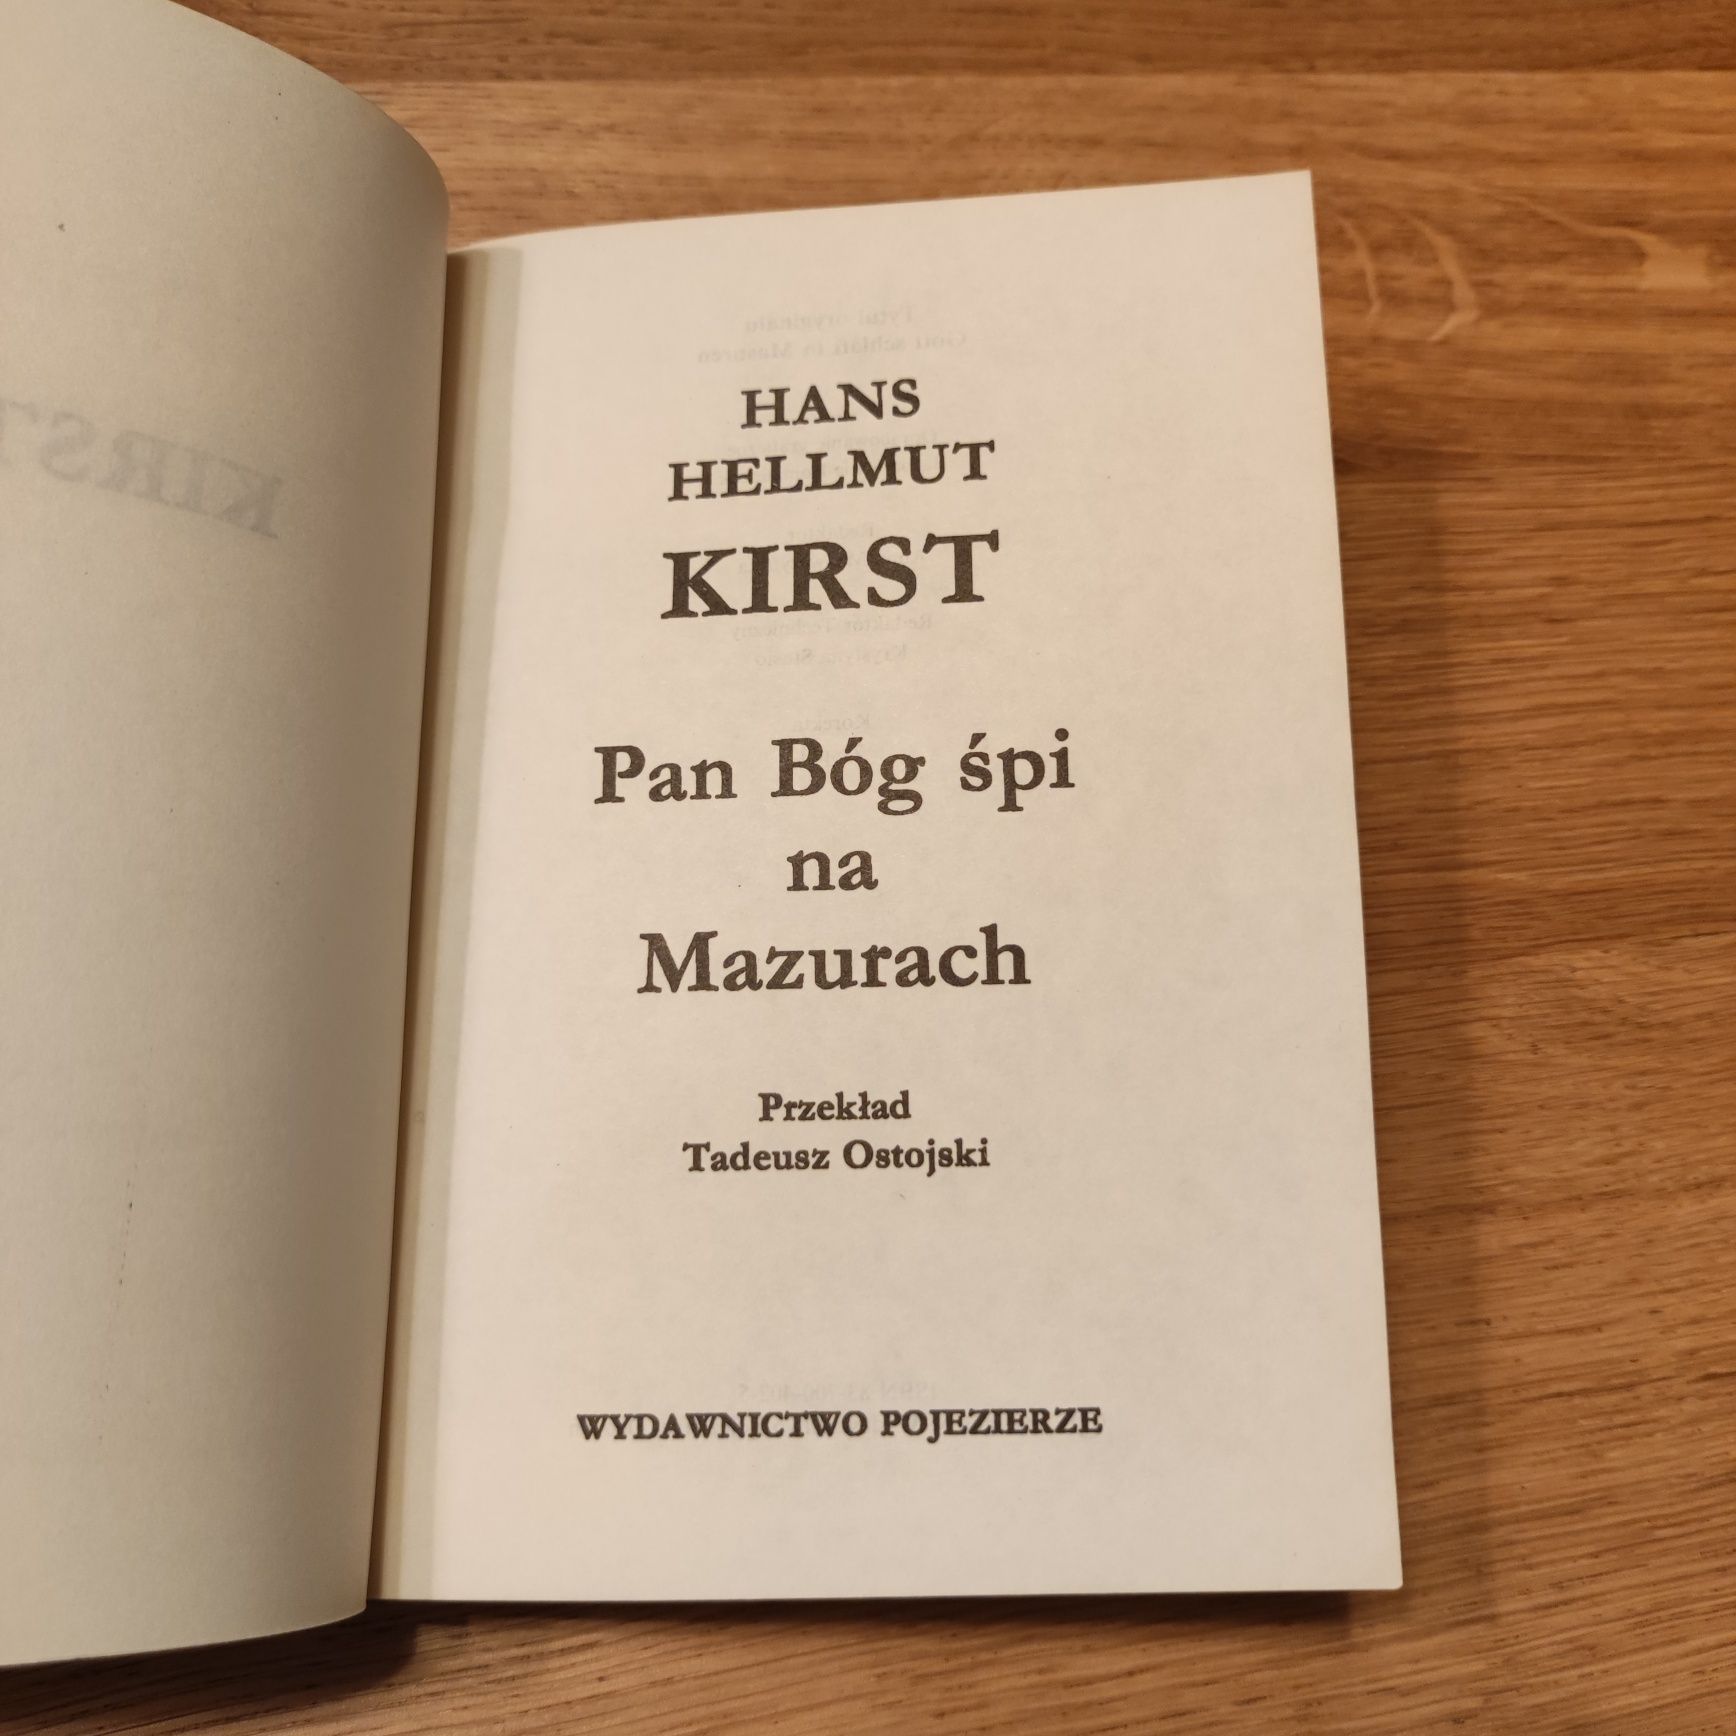 HANS
HELLMUT
KIRST
Pan Bóg śpi
na
Mazurach
Przekład
Tadeusz Ostojski
WYDAWNICTWO POJEZIERZE